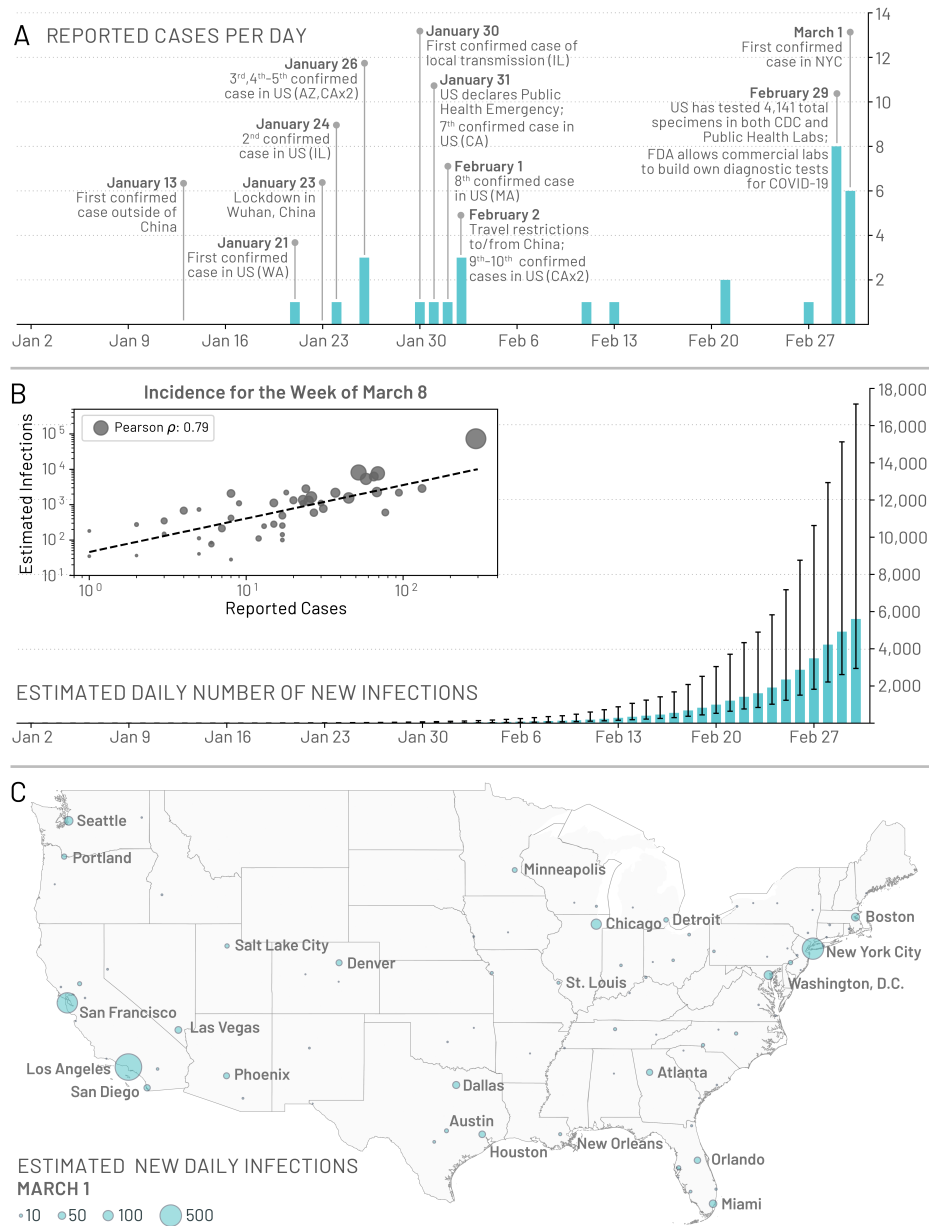 A REPORTED CASES PER DAY
January 13
First confirmed
case outside of
China
January 21
First confirmed
case in US (WA)
January 23
Lockdown in
Wuhan, China
January 24
2nd confirmed
case in US (IL)
January 26
3rd,4th-5th confirmed
case in US (AZ,CAx2)
January 30
First confirmed case of
local transmission (IL)
January 31
US declares Public
Health Emergency;
7th confirmed case in
US (CA)
February 1
8th confirmed case
in US (MA)
February 2
Travel restrictions
to/from China;
9th-10th confirmed
cases in US (CAx2)
February 29
US has tested 4,141 total
specimens in both CDC and
Public Health Labs;
FDA allows commercial labs
to build own diagnostic tests
for COVID-19
March 1
First confirmed
case in NYC
14
12
10
8
6
4
2
Jan 2 Jan 9 Jan 16 Jan 23 Jan 30 Feb 6 Feb 13 Feb 20 Feb 27
B
Incidence for the Week of March 8
Pearson ρ: 0.79
Estimated Infections
10^5
10^4
10^3
10^2
10^1
10^0 10^1 10^2
Reported Cases
18,000
16,000
14,000
12,000
10,000
8,000
6,000
4,000
2,000
ESTIMATED DAILY NUMBER OF NEW INFECTIONS
Jan 2 Jan 9 Jan 16 Jan 23 Jan 30 Feb 6 Feb 13 Feb 20 Feb 27
C
Seattle
Portland
Minneapolis
Chicago
Detroit
Boston
New York City
Salt Lake City
Denver
St. Louis
Washington, D.C.
San Francisco
Las Vegas
Los Angeles
San Diego
Phoenix
Dallas
Atlanta
Austin
Houston
New Orleans
Orlando
Miami
ESTIMATED NEW DAILY INFECTIONS
MARCH 1
10 50 100 500